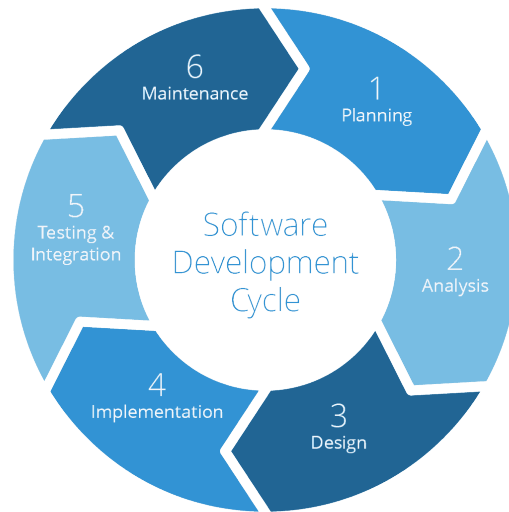 Software
Development
Cycle
1
Planning
2
Analysis
3
Design
4
Implementation
5
Testing &
Integration
6
Maintenance